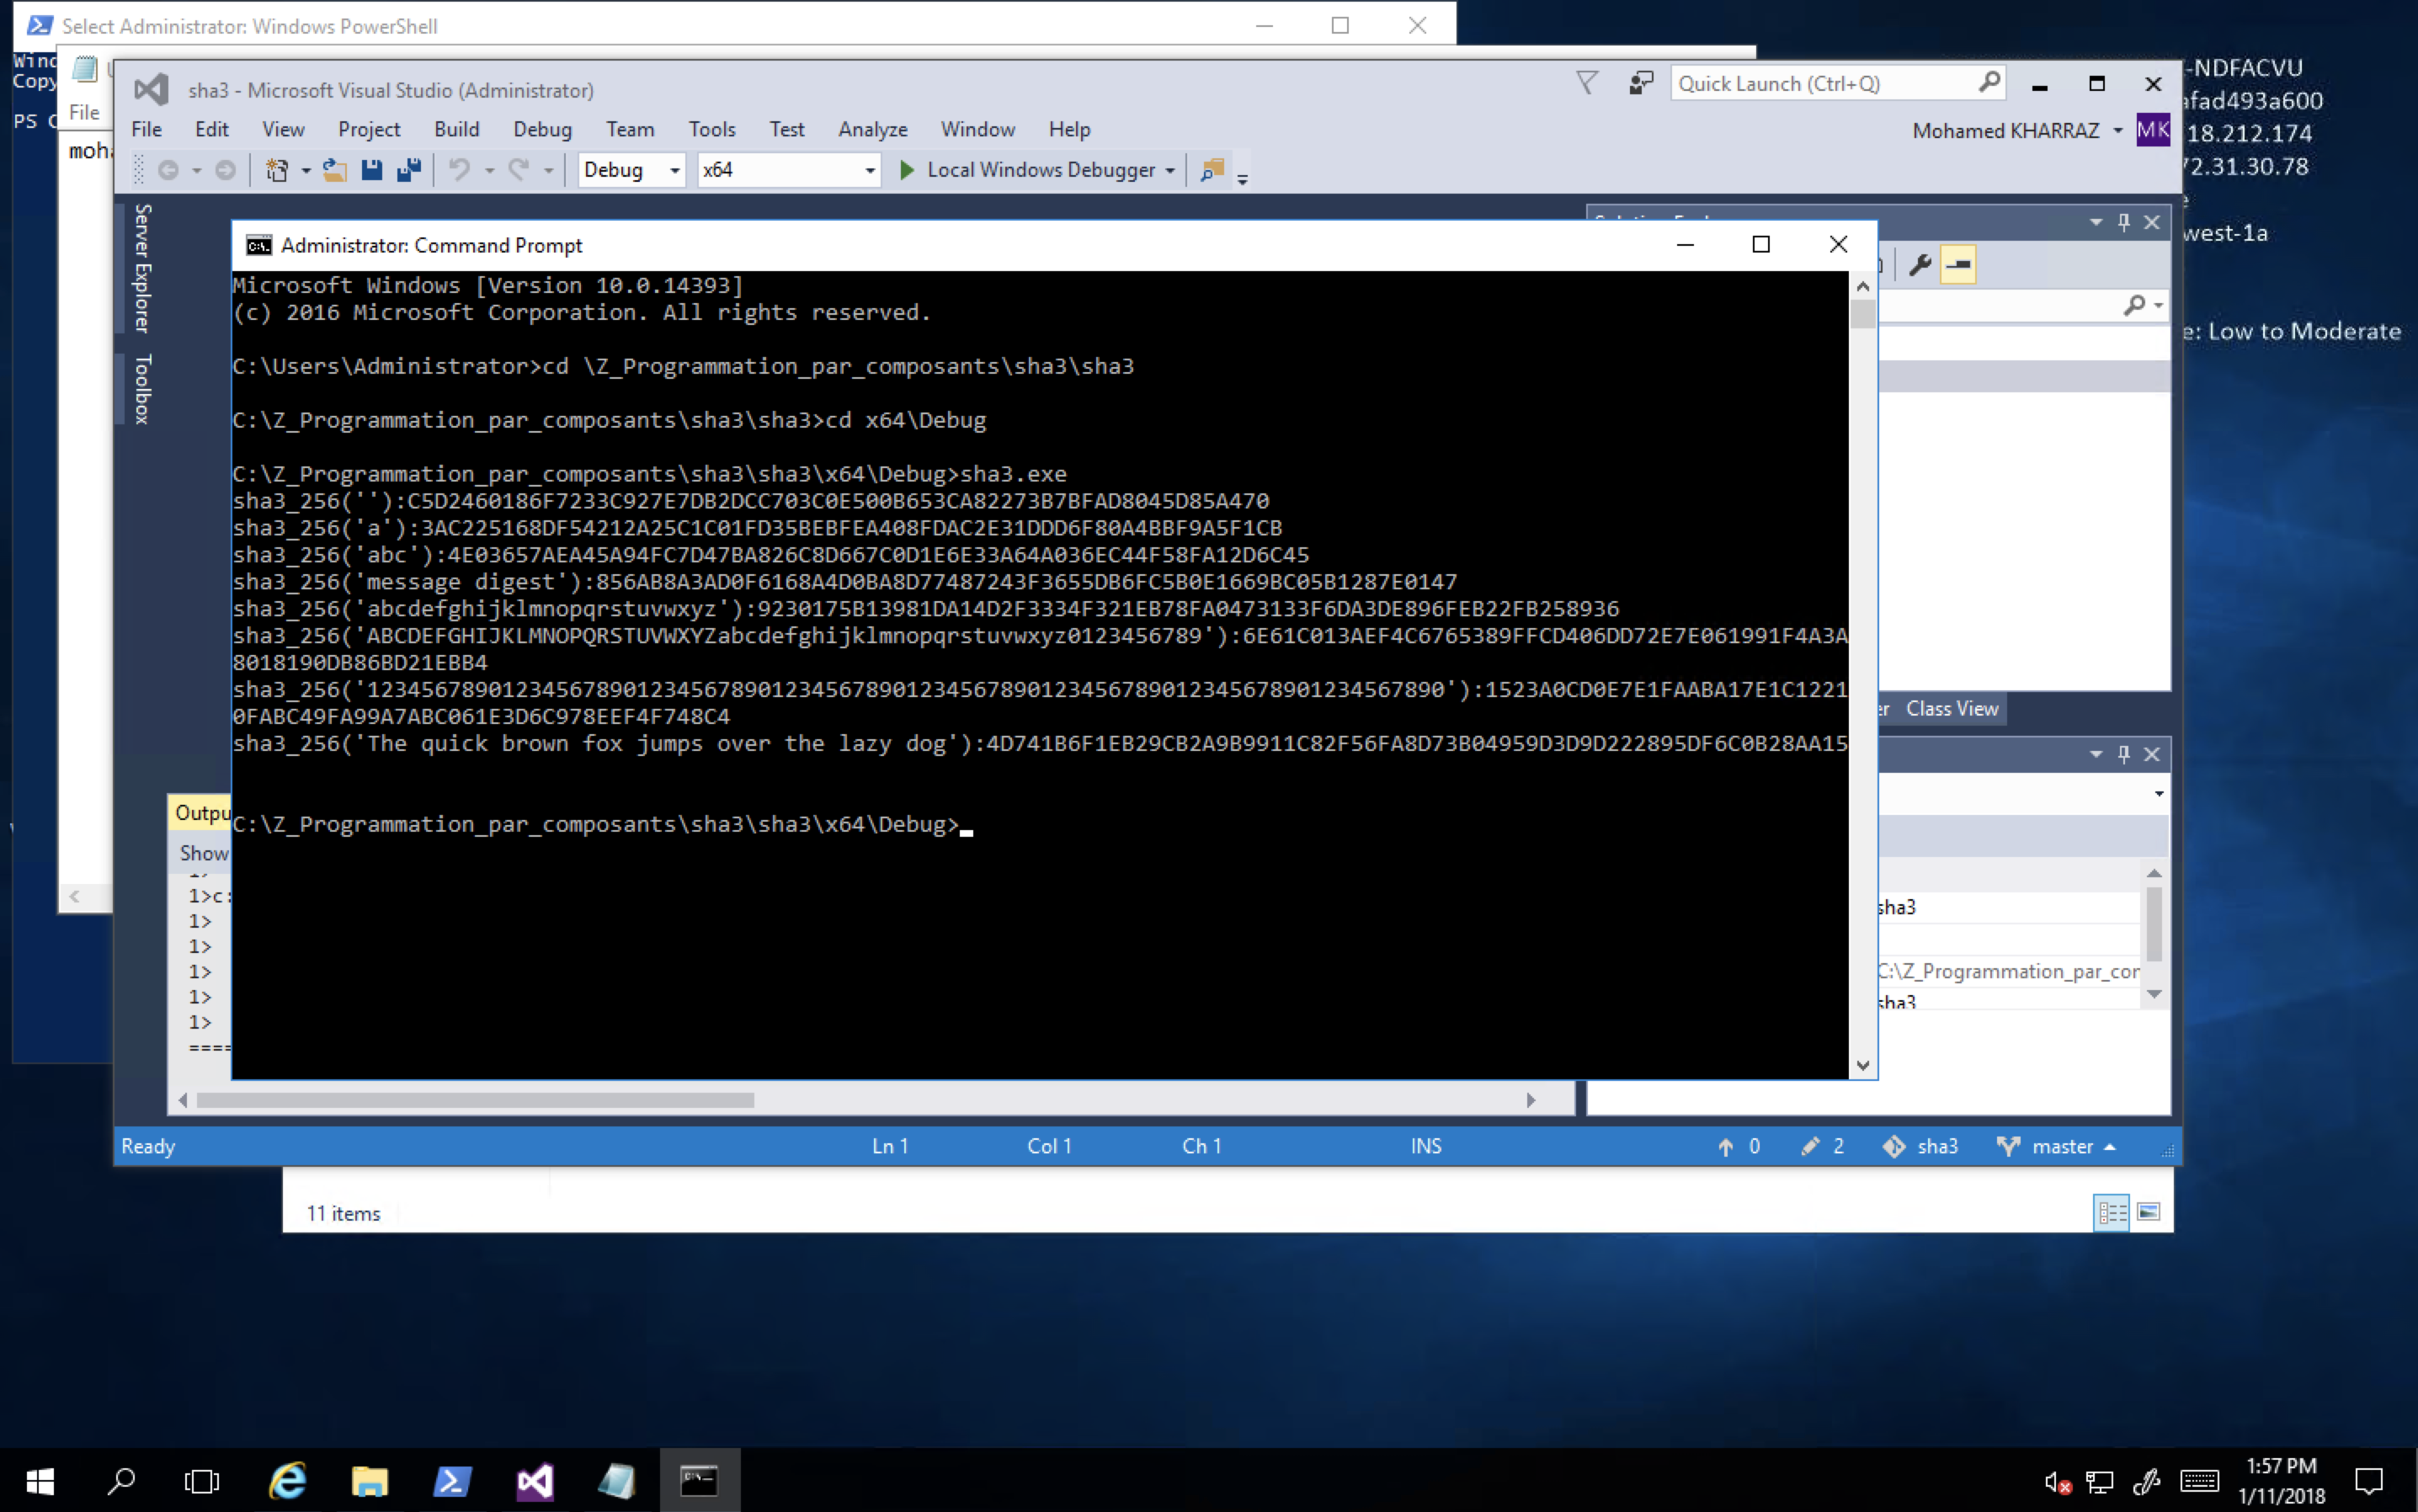 Select Administrator: Windows PowerShell
Copy
PS
File
sha3 - Microsoft Visual Studio (Administrator)
Quick Launch (Ctrl+Q)
File Edit View Project Build Debug Team Tools Test Analyze Window Help
Mohamed KHARRAZ MK
Debug x64 Local Windows Debugger
-NDFACVU
afad493a600
18.212.174
72.31.30.78
west-1a
e: Low to Moderate
Server Explorer
Toolbox
Administrator: Command Prompt
Microsoft Windows [Version 10.0.14393]
(c) 2016 Microsoft Corporation. All rights reserved.
C:\Users\Administrator>cd \Z_Programmation_par_composants\sha3\sha3
C:\Z_Programmation_par_composants\sha3\sha3>cd x64\Debug
C:\Z_Programmation_par_composants\sha3\sha3\x64\Debug>sha3.exe
sha3_256(''):C5D2460186F7233C927E7DB2DCC703C0E500B653CA82273B7BFAD8045D85A470
sha3_256('a'):3AC225168DF54212A25C1C01FD35BEBFEA408FDAC2E31DDD6F80A4BBF9A5F1CB
sha3_256('abc'):4E03657AEA45A94FC7D47BA826C8D667C0D1E6E33A64A036EC44F58FA12D6C45
sha3_256('message digest'):856AB8A3AD0F6168A4D0BA8D77487243F3655DB6FC5B0E1669BC05B1287E0147
sha3_256('abcdefghijklmnopqrstuvwxyz'):9230175B13981DA14D2F3334F321EB78FA0473133F6DA3DE896FEB22FB258936
sha3_256('ABCDEFGHIJKLMNOPQRSTUVWXYZabcdefghijklmnopqrstuvwxyz0123456789'):6E61C013AEF4C6765389FFCD406DD72E7E061991F4A3A
8018190DB86BD21EBB4
sha3_256('12345678901234567890123456789012345678901234567890123456789012345678901234567890'):1523A0CD0E7E1FAABA17E1C1221
0FABC49FA99A7ABC061E3D6C978EEF4F748C4
sha3_256('The quick brown fox jumps over the lazy dog'):4D741B6F1EB29CB2A9B9911C82F56FA8D73B04959D3D9D222895DF6C0B28AA15
C:\Z_Programmation_par_composants\sha3\sha3\x64\Debug>
Class View
Outpu
Show
1>c:
1>
1>
1>
1>
1>
====
sha3
C:\Z_Programmation_par_cor
sha3
Ready Ln 1 Col 1 Ch 1 INS 0 2 sha3 master
11 items
1:57 PM
1/11/2018